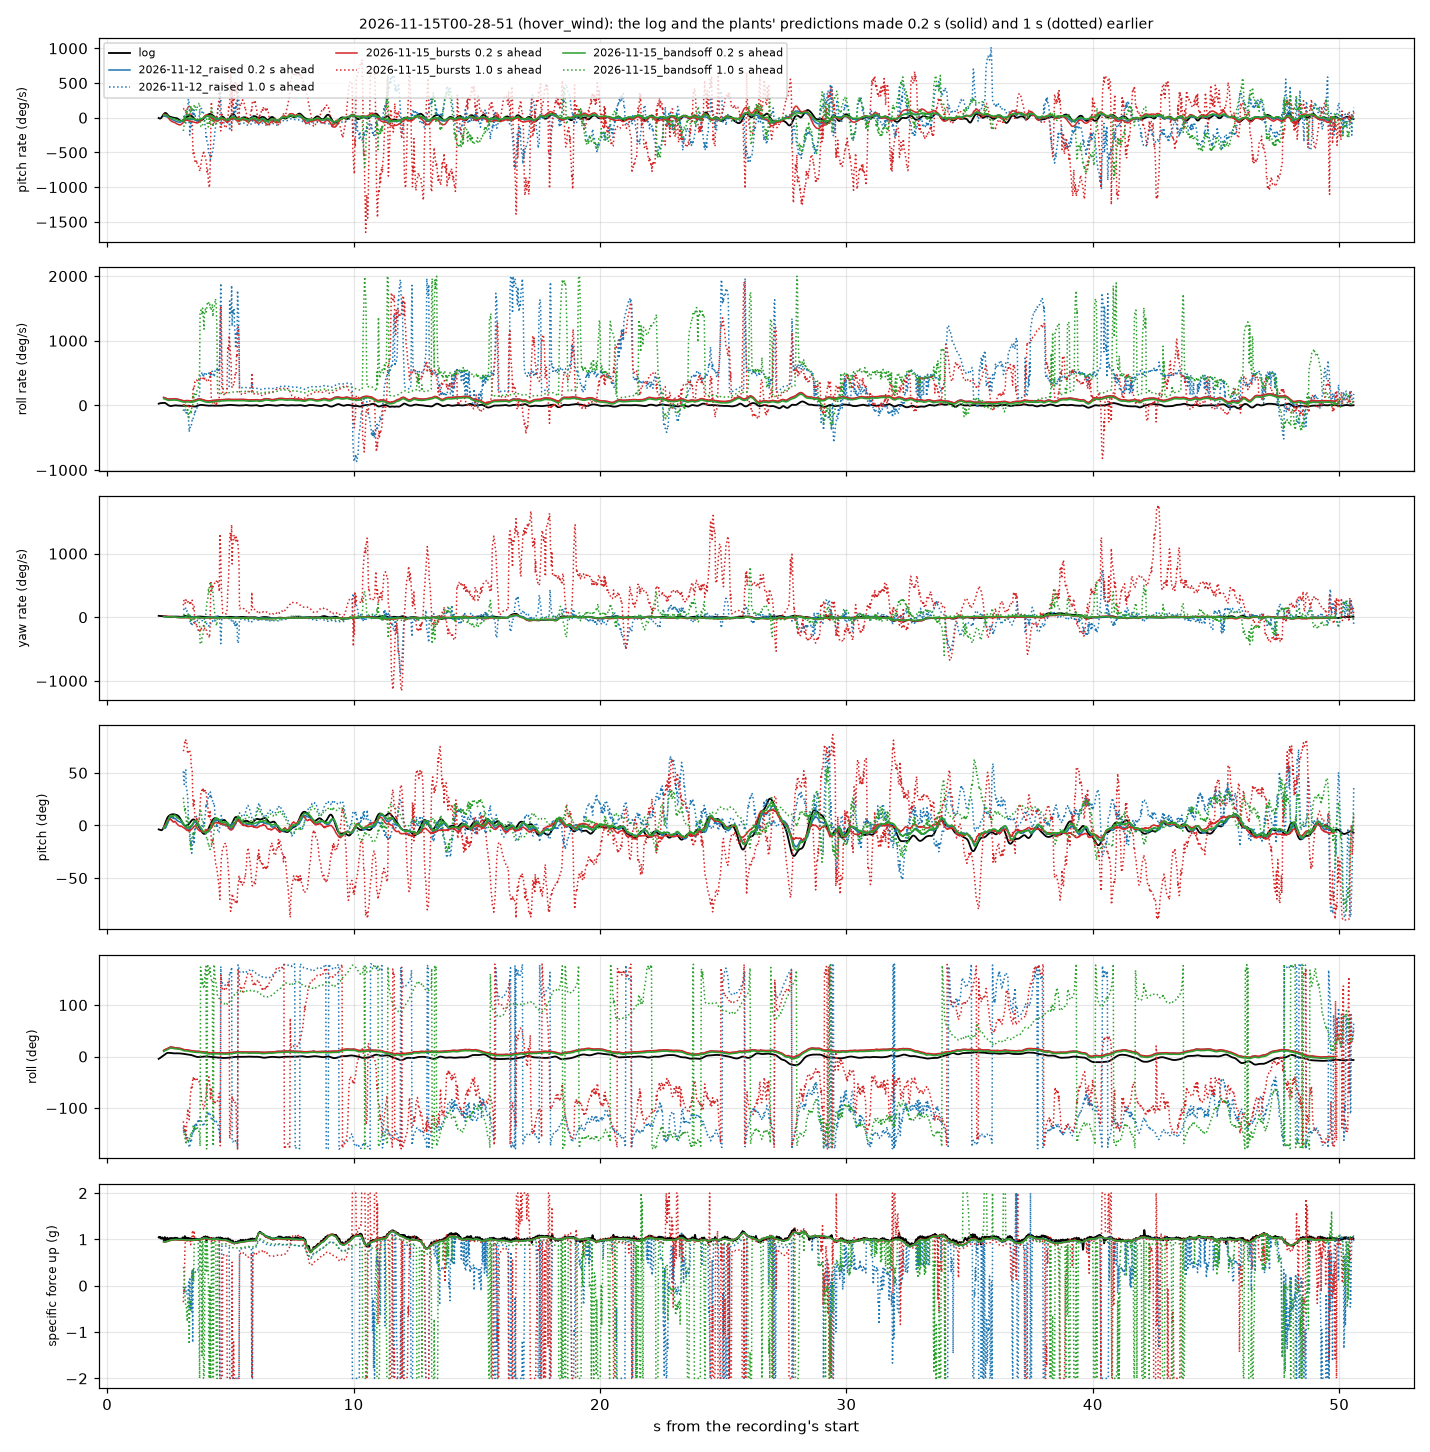 2026-11-15T00-28-51 (hover_wind): the log and the plants' predictions made 0.2 s (solid) and 1 s (dotted) earlier
log
2026-11-12_raised 0.2 s ahead
2026-11-12_raised 1.0 s ahead
2026-11-15_bursts 0.2 s ahead
2026-11-15_bursts 1.0 s ahead
2026-11-15_bandsoff 0.2 s ahead
2026-11-15_bandsoff 1.0 s ahead
pitch rate (deg/s)
1000
500
0
−500
−1000
−1500
roll rate (deg/s)
2000
1000
0
−1000
yaw rate (deg/s)
1000
0
−1000
pitch (deg)
50
0
−50
roll (deg)
100
0
−100
specific force up (g)
2
1
0
−1
−2
0 10 20 30 40 50
s from the recording's start